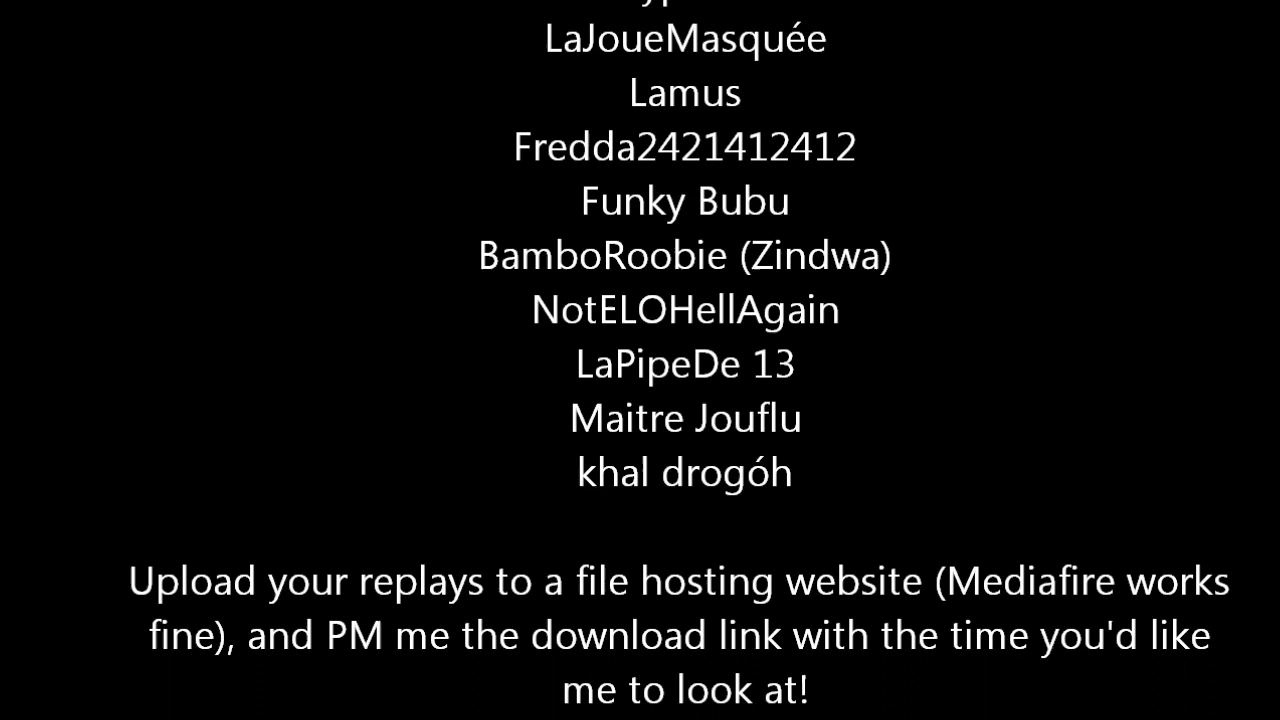 LaJoueMasquée
Lamus
Fredda2421412412
Funky Bubu
BamboRoobie (Zindwa)
NotELOHellAgain
LaPipeDe 13
Maitre Jouflu
khal drogóh
Upload your replays to a file hosting website (Mediafire works
fine), and PM me the download link with the time you'd like
me to look at!